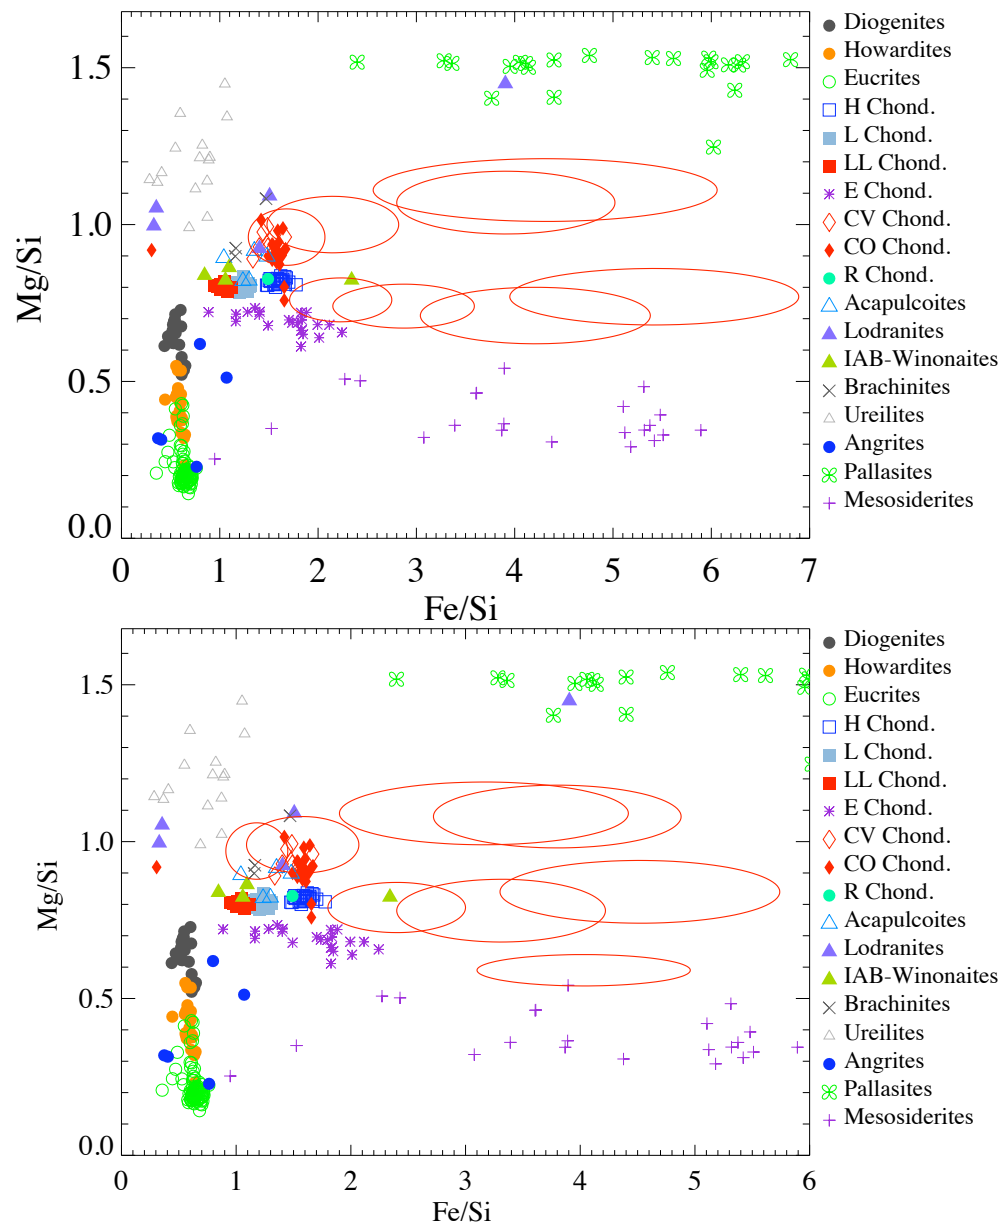 Diogenites
Howardites
Eucrites
H Chond.
L Chond.
LL Chond.
E Chond.
CV Chond.
CO Chond.
R Chond.
Acapulcoites
Lodranites
IAB-Winonaites
Brachinites
Ureilites
Angrites
Pallasites
Mesosiderites
1.5
1.0
0.5
0.0
Mg/Si
0 1 2 3 4 5 6 7
Fe/Si
Diogenites
Howardites
Eucrites
H Chond.
L Chond.
LL Chond.
E Chond.
CV Chond.
CO Chond.
R Chond.
Acapulcoites
Lodranites
IAB-Winonaites
Brachinites
Ureilites
Angrites
Pallasites
Mesosiderites
1.5
1.0
0.5
0.0
Mg/Si
0 1 2 3 4 5 6
Fe/Si